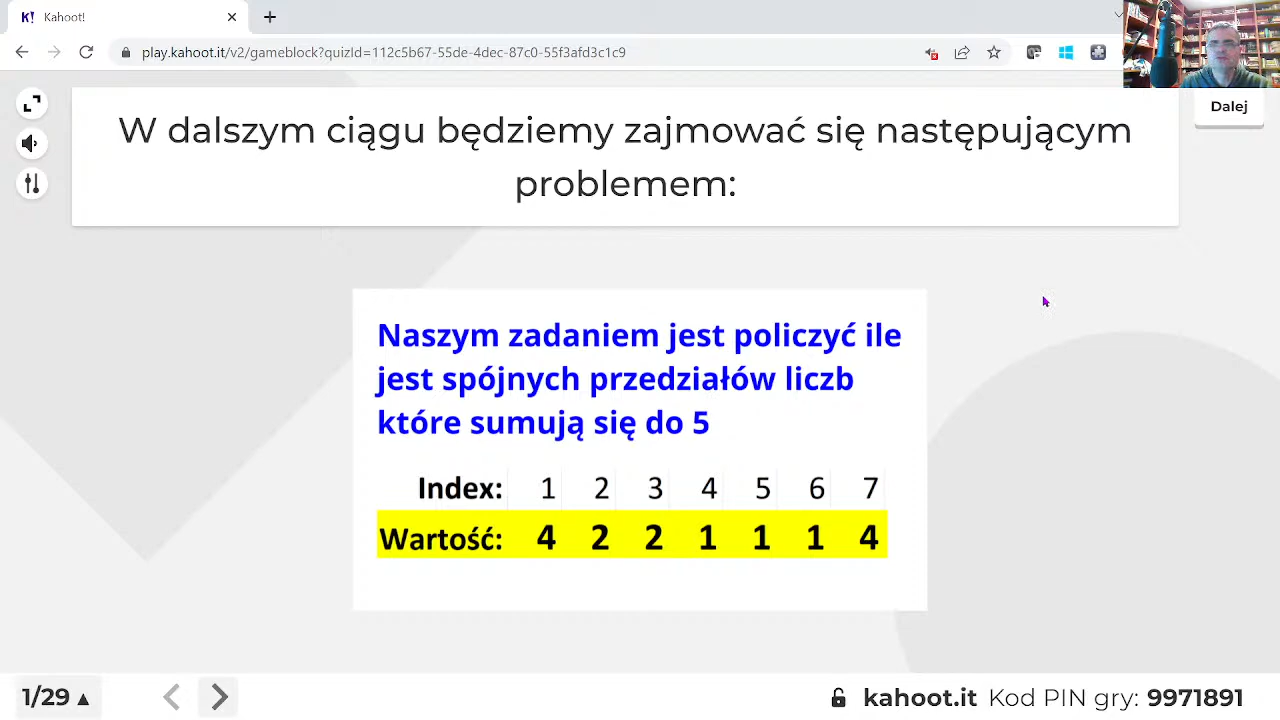 K! Kahoot!
play.kahoot.it/v2/gameblock?quizId=112c5b67-55de-4dec-87c0-55f3afd3c1c9
Dalej
W dalszym ciągu będziemy zajmować się następującym
problemem:
Naszym zadaniem jest policzyć ile
jest spójnych przedziałów liczb
które sumują się do 5
Index: 1 2 3 4 5 6 7
Wartość: 4 2 2 1 1 1 4
1/29
kahoot.it Kod PIN gry: 9971891